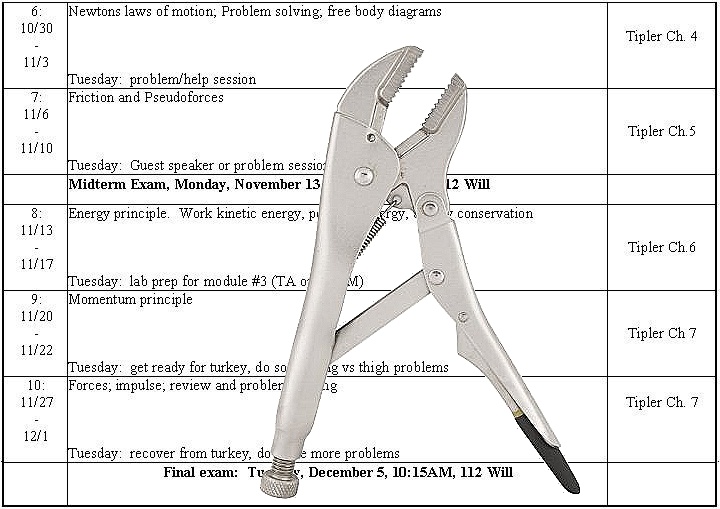 6: Newtons laws of motion; Problem solving; free body diagrams
10/30
-
11/3
Tipler Ch. 4
Tuesday: problem/help session
7: Friction and Pseudoforces
11/6
-
11/10
Tipler Ch.5
Tuesday: Guest speaker or problem
Midterm Exam, Monday, November 13 Will
8: Energy principle. Work kinetic energy, conservation
11/13
-
11/17
Tipler.Ch.6
Tuesday: lab prep for module #3 (TA
9: Momentum principle
11/20
-
11/22
Tipler Ch 7
Tuesday: get ready for turkey, do vs thigh problems
10: Forces; impulse; review and
11/27
-
12/1
Tipler Ch. 7
Tuesday: recover from turkey, more problems
Final exam: December 5, 10:15AM, 112 Will